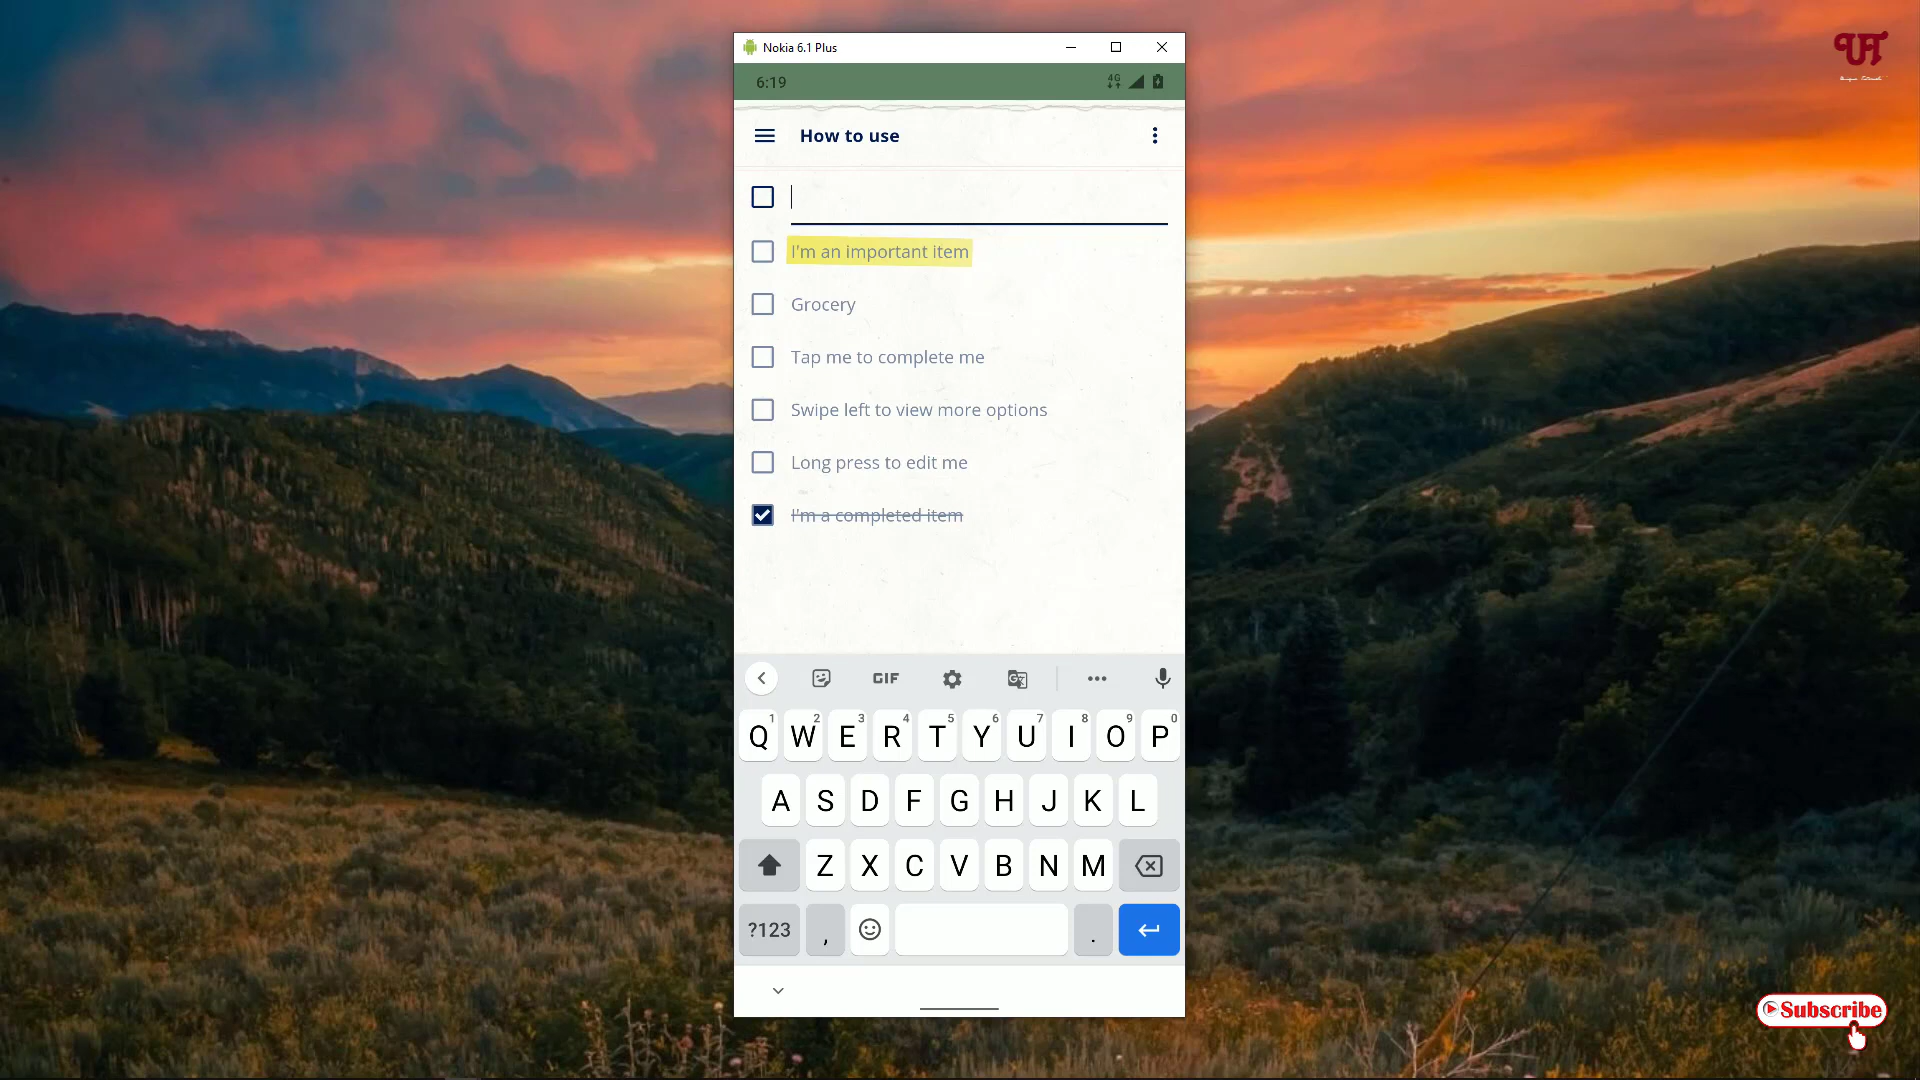 Nokia 6.1 Plus
6:19
4G
How to use
I'm an important item
Grocery
Tap me to complete me
Swipe left to view more options
Long press to edit me
I'm a completed item
GIF
1 2 3 4 5 6 7 8 9 0
Q W E R T Y U I O P
A S D F G H J K L
Z X C V B N M
?123 , .
Subscribe